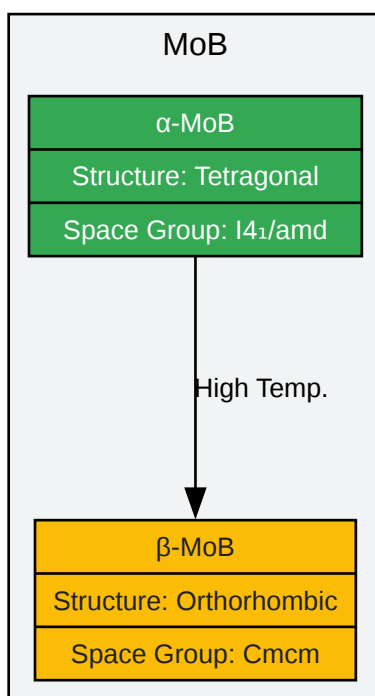 MoB
α-MoB
Structure: Tetragonal
Space Group: I4₁/amd
High Temp.
β-MoB
Structure: Orthorhombic
Space Group: Cmcm